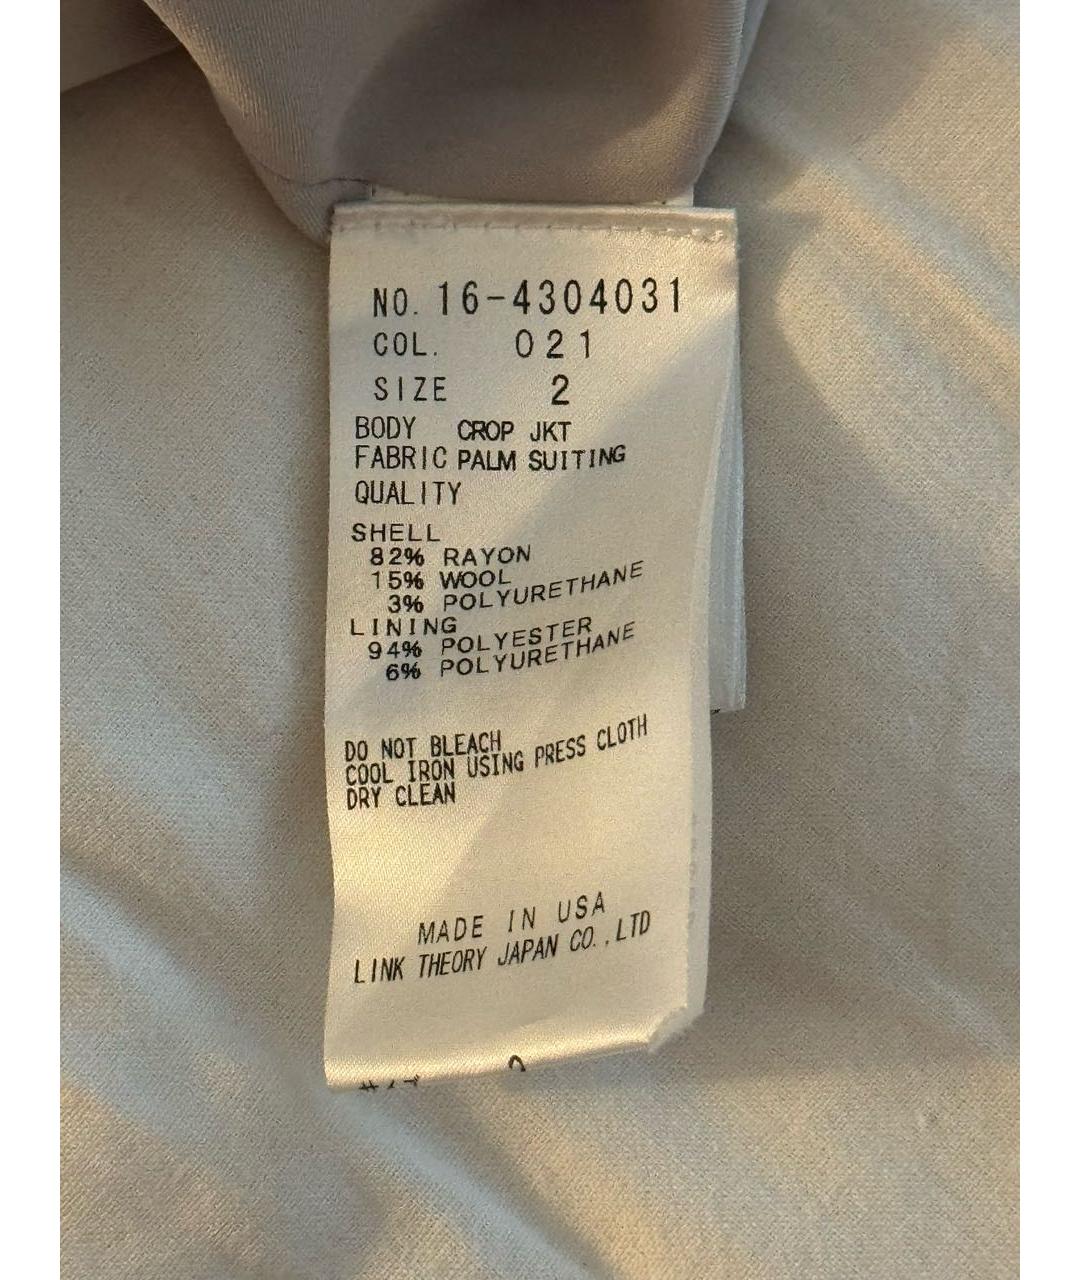 NO. 16-4304031
COL. 021
SIZE 2
BODY CROP JKT
FABRIC PALM SUITING
QUALITY
SHELL
82% RAYON
15% WOOL
3% POLYURETHANE
LINING
94% POLYESTER
6% POLYURETHANE
DO NOT BLEACH
COOL IRON USING PRESS CLOTH
DRY CLEAN
MADE IN USA
LINK THEORY JAPAN CO.,LTD